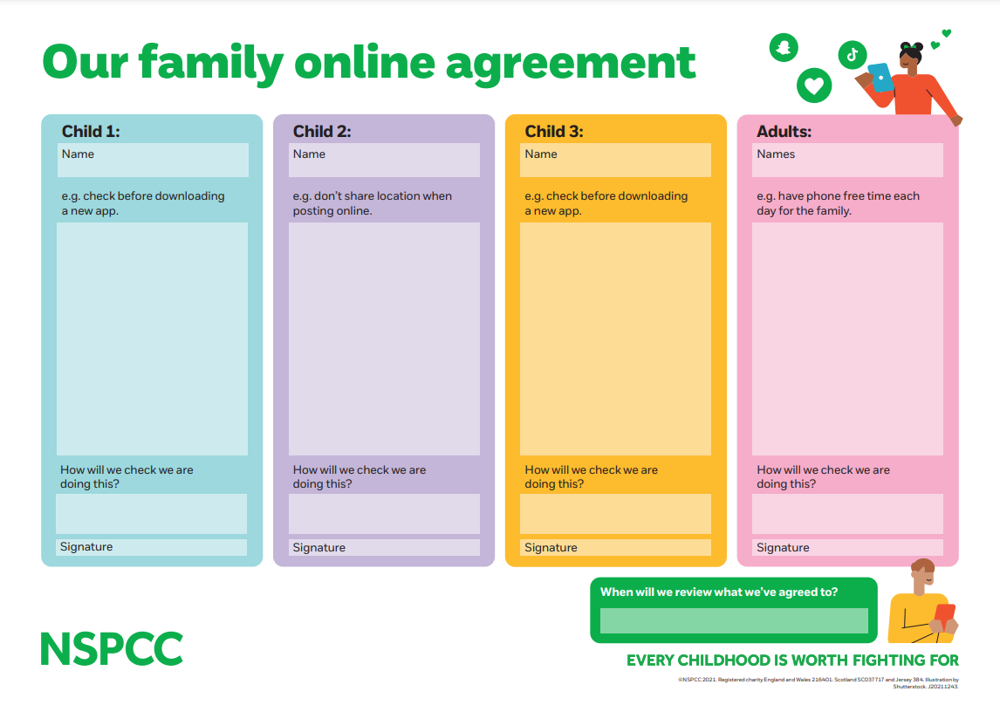 Our family online agreement
Child 1:
Name
e.g. check before downloading
a new app.
How will we check we are
doing this?
Signature
Child 2:
Name
e.g. don't share location when
posting online.
How will we check we are
doing this?
Signature
Child 3:
Name
e.g. check before downloading
a new app.
How will we check we are
doing this?
Signature
Adults:
Names
e.g. have phone free time each
day for the family.
How will we check we are
doing this?
Signature
When will we review what we've agreed to?
NSPCC
EVERY CHILDHOOD IS WORTH FIGHTING FOR
©NSPCC 2021. Registered charity England and Wales 216401. Scotland SC037717 and Jersey 384. Illustration by
Shutterstock. J20211243.